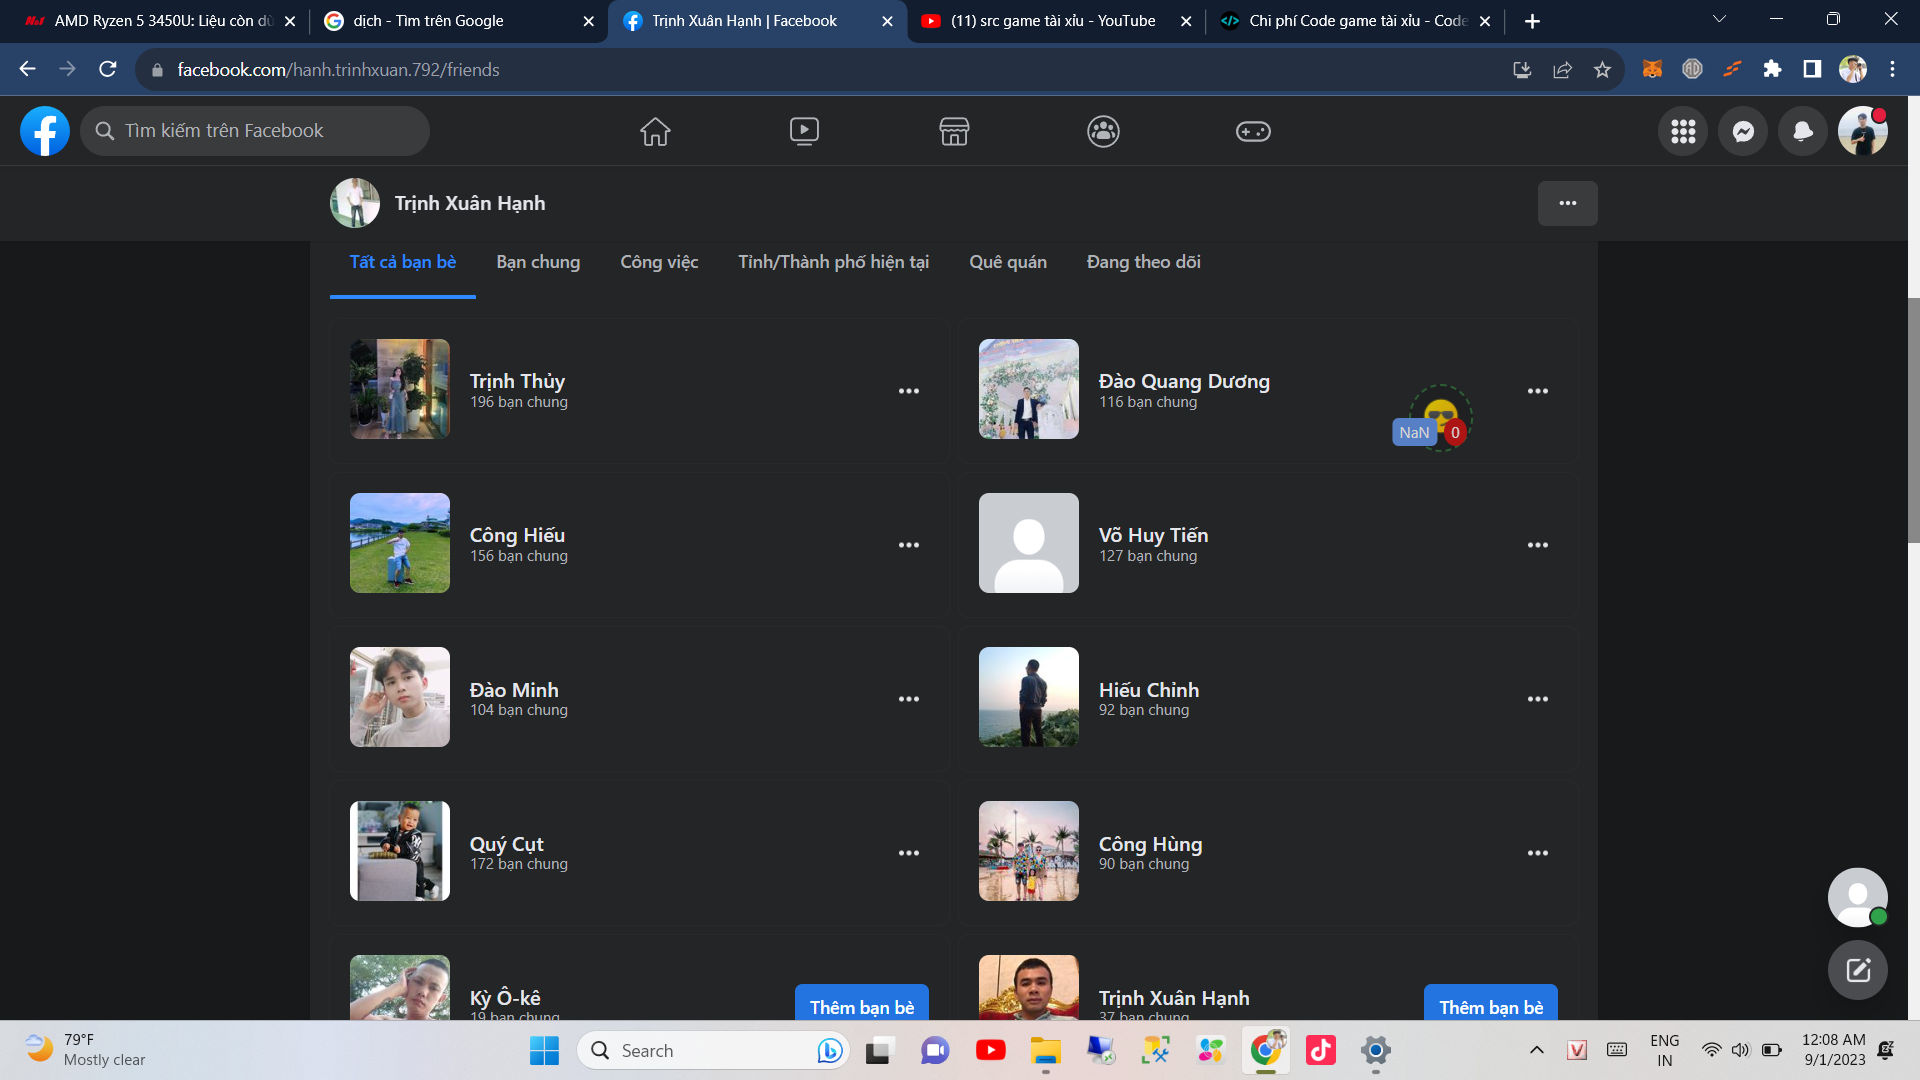 AMD Ryzen 5 3450U: Liệu còn dù
dịch - Tìm trên Google
Trịnh Xuân Hạnh | Facebook
(11) src game tài xỉu - YouTube
Chi phí Code game tài xỉu - Code
facebook.com/hanh.trinhxuan.792/friends
Tìm kiếm trên Facebook
Trịnh Xuân Hạnh
Tất cả bạn bè
Bạn chung
Công việc
Tỉnh/Thành phố hiện tại
Quê quán
Đang theo dõi
Trịnh Thủy
196 bạn chung
Đào Quang Dương
116 bạn chung
NaN
0
Công Hiếu
156 bạn chung
Võ Huy Tiến
127 bạn chung
Đào Minh
104 bạn chung
Hiếu Chỉnh
92 bạn chung
Quý Cụt
172 bạn chung
Công Hùng
90 bạn chung
Kỳ Ô-kê
19 bạn chung
Thêm bạn bè
Trịnh Xuân Hạnh
37 bạn chung
Thêm bạn bè
79°F
Mostly clear
Search
ENG
IN
12:08 AM
9/1/2023